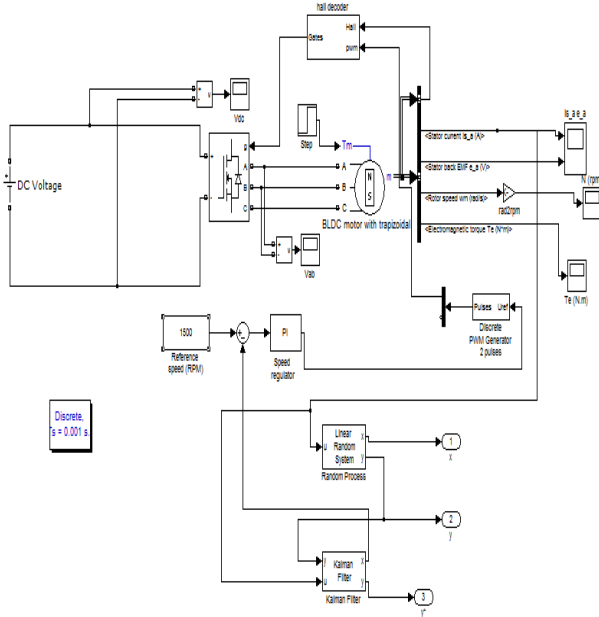 hall decoder
Hall
Gates
pwm
+
-
v
Vdc
Is_a e_a
Step
Tm
<Stator current is_a (A)>
DC Voltage
+
g
A
B
C
-
A
B
C
N
S
m
<Stator back EMF e_a (V)>
N (rpm
<Rotor speed wm (rad/s)>
rad2rpm
BLDC motor with trapizoidal
<Electromagnetic torque Te (N*m)>
+
-
v
Vab
Te (N.m)
Pulses
Uref
Discrete
PWM Generator
2 pulses
1500
Reference
speed (RPM)
PI
Speed
regulator
Discrete,
s = 0.001 s.
Linear
Random
System
u
x
y
Random Process
1
x
2
y
Kalman
Filter
y
u
x
y
Kalman Filter
3
y*